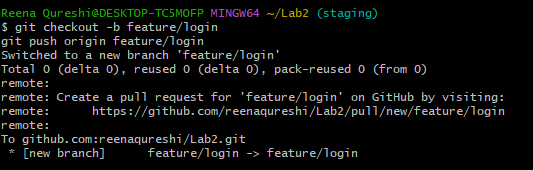 Reena Qureshi@DESKTOP-TC5MOFP MINGW64 ~/Lab2 (staging)
$ git checkout -b feature/login
git push origin feature/login
Switched to a new branch 'feature/login'
Total 0 (delta 0), reused 0 (delta 0), pack-reused 0 (from 0)
remote:
remote: Create a pull request for 'feature/login' on GitHub by visiting:
remote:      https://github.com/reenaqureshi/Lab2/pull/new/feature/login
remote:
To github.com:reenaqureshi/Lab2.git
 * [new branch]      feature/login -> feature/login